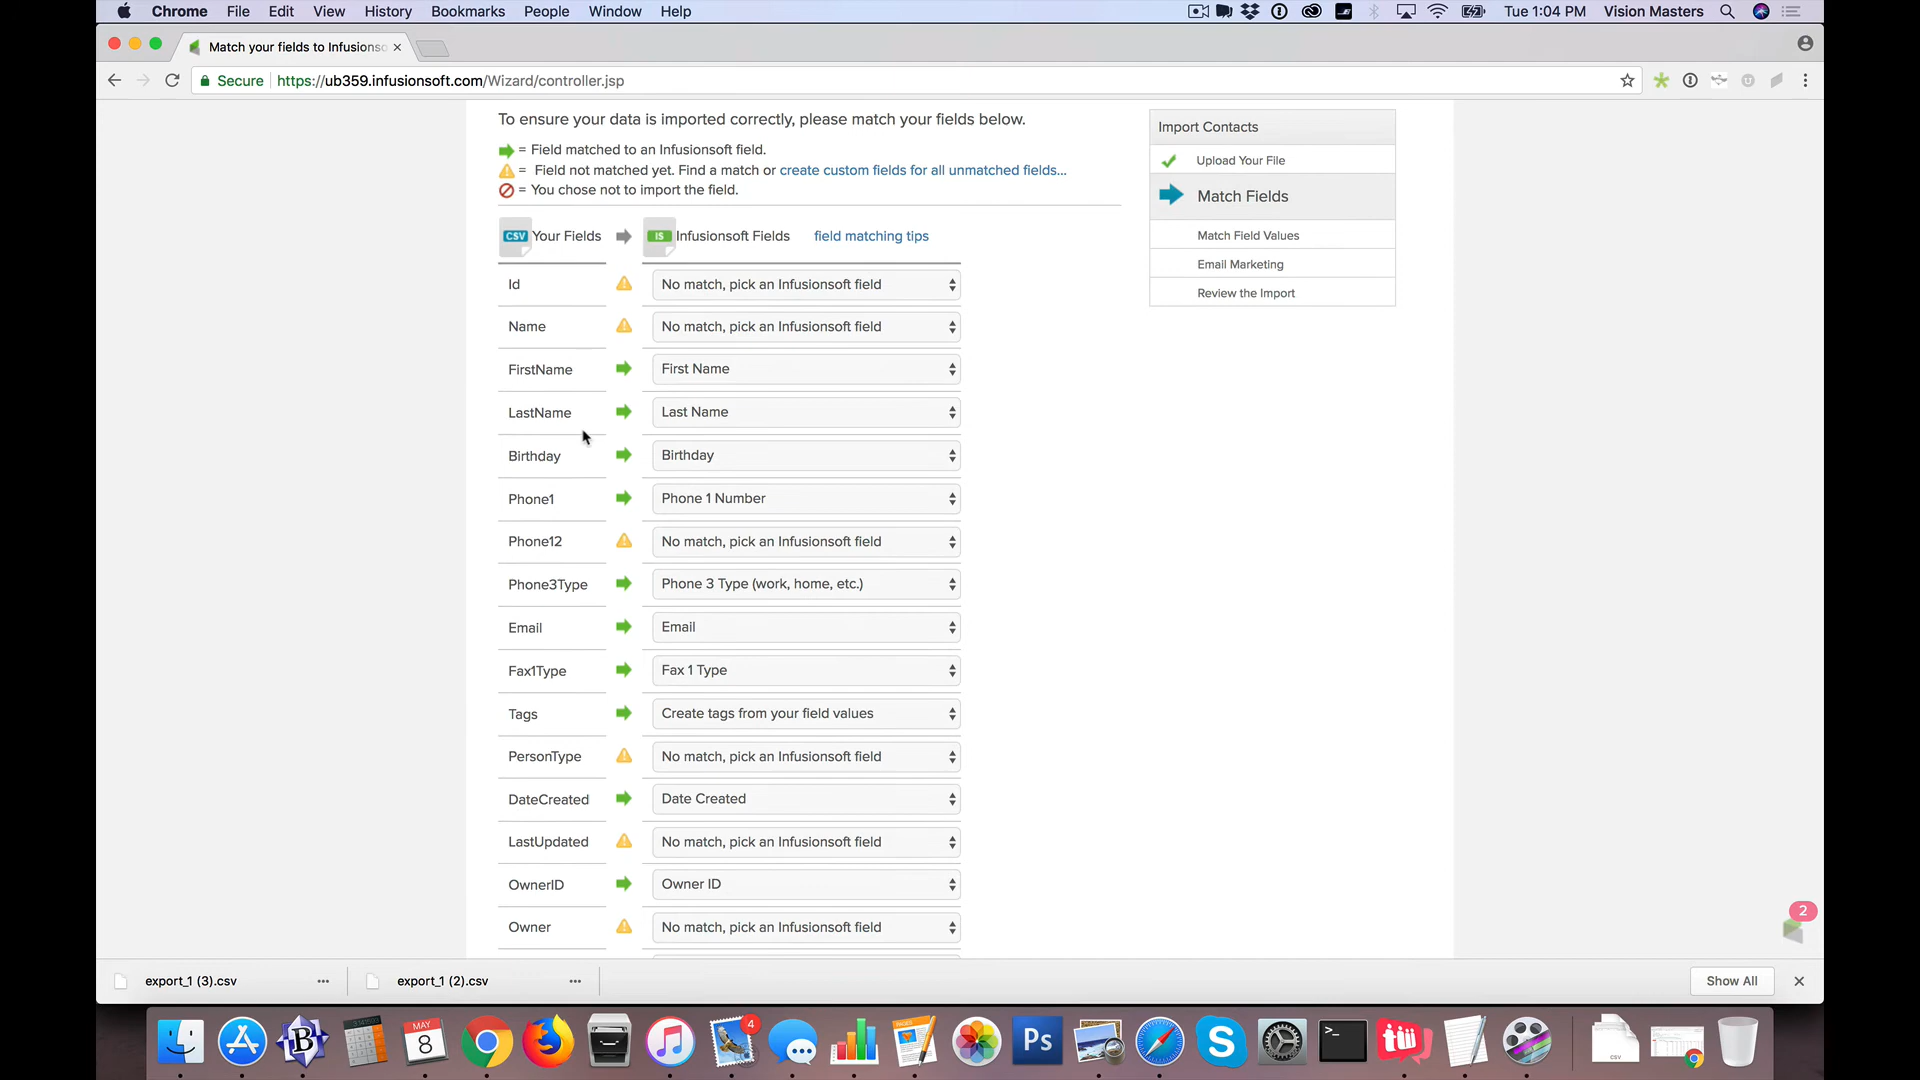 Chrome File Edit View History Bookmarks People Window Help Tue 1:04 PM Vision Masters
Match your fields to Infusionso
Secure https://ub359.infusionsoft.com/Wizard/controller.jsp
To ensure your data is imported correctly, please match your fields below.
= Field matched to an Infusionsoft field.
= Field not matched yet. Find a match or create custom fields for all unmatched fields...
= You chose not to import the field.
CSV Your Fields IS Infusionsoft Fields field matching tips
Id No match, pick an Infusionsoft field
Name No match, pick an Infusionsoft field
FirstName First Name
LastName Last Name
Birthday Birthday
Phone1 Phone 1 Number
Phone12 No match, pick an Infusionsoft field
Phone3Type Phone 3 Type (work, home, etc.)
Email Email
Fax1Type Fax 1 Type
Tags Create tags from your field values
PersonType No match, pick an Infusionsoft field
DateCreated Date Created
LastUpdated No match, pick an Infusionsoft field
OwnerID Owner ID
Owner No match, pick an Infusionsoft field
Import Contacts
Upload Your File
Match Fields
Match Field Values
Email Marketing
Review the Import
2
export_1 (3).csv export_1 (2).csv Show All
MAY
8
4
Ps
CSV